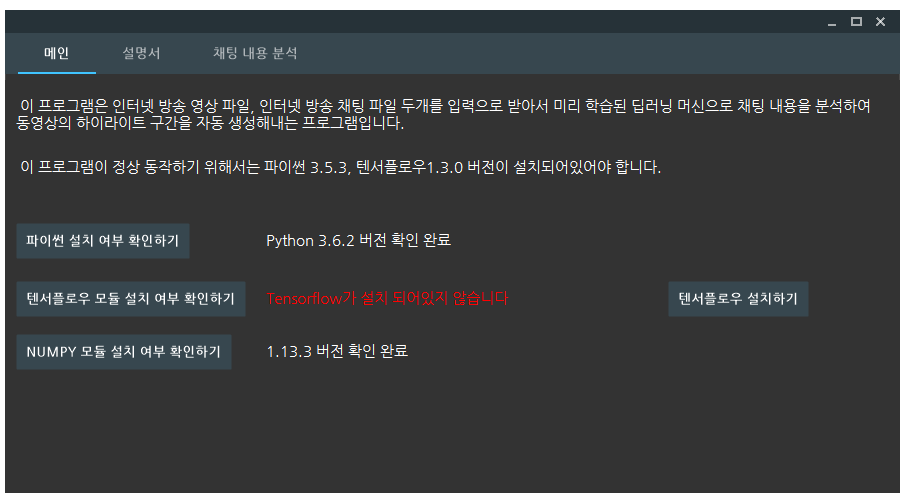 메인 설명서 채팅 내용 분석
이 프로그램은 인터넷 방송 영상 파일, 인터넷 방송 채팅 파일 두개를 입력으로 받아서 미리 학습된 딥러닝 머신으로 채팅 내용을 분석하여
동영상의 하이라이트 구간을 자동 생성해내는 프로그램입니다.
이 프로그램이 정상 동작하기 위해서는 파이썬 3.5.3, 텐서플로우1.3.0 버전이 설치되어있어야 합니다.
파이썬 설치 여부 확인하기 Python 3.6.2 버전 확인 완료
텐서플로우 모듈 설치 여부 확인하기 Tensorflow가 설치 되어있지 않습니다 텐서플로우 설치하기
NUMPY 모듈 설치 여부 확인하기 1.13.3 버전 확인 완료